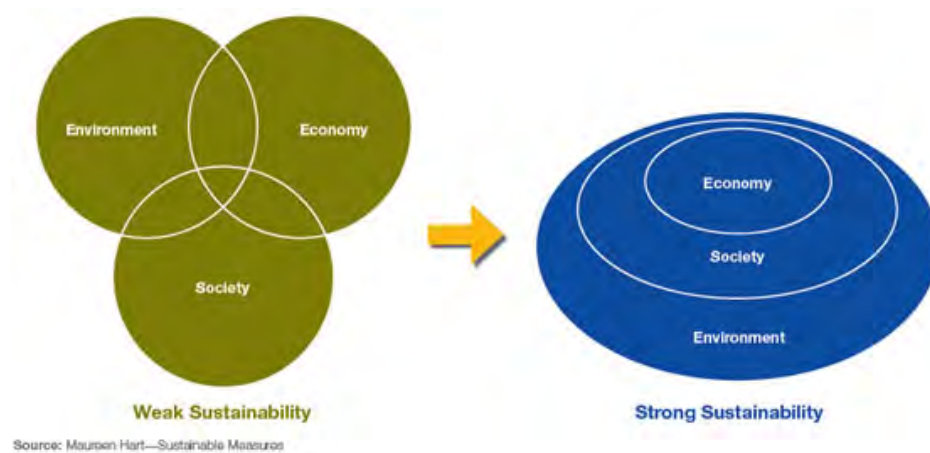 Environment
Economy
Society
Weak Sustainability
Economy
Society
Environment
Strong Sustainability
Source: Maureen Hart—Sustainable Measures